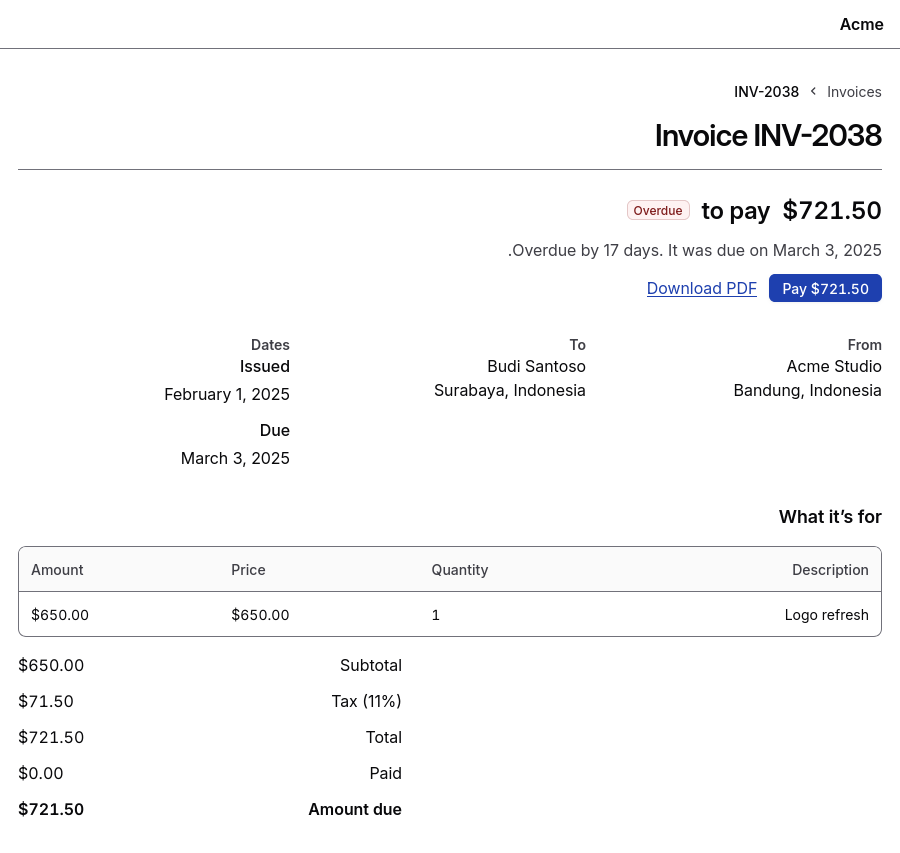 Acme
Invoices › INV-2038
Invoice INV-2038
$721.50 to pay Overdue
Overdue by 17 days. It was due on March 3, 2025.
Pay $721.50 Download PDF
From
Acme Studio
Bandung, Indonesia
To
Budi Santoso
Surabaya, Indonesia
Dates
Issued
February 1, 2025
Due
March 3, 2025
What it’s for
Description Quantity Price Amount
Logo refresh 1 $650.00 $650.00
Subtotal $650.00
Tax (11%) $71.50
Total $721.50
Paid $0.00
Amount due $721.50